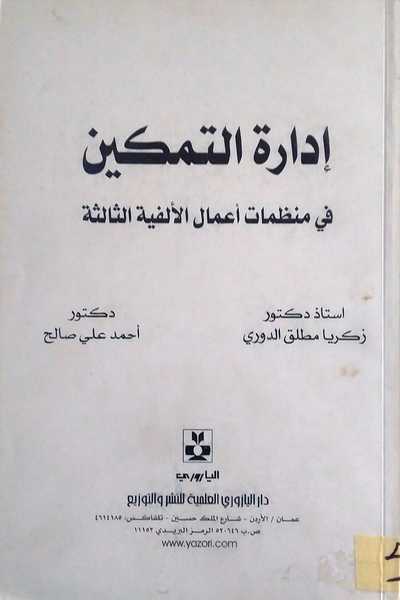 إدارة التمكين
في منظمات أعمال الألفية الثالثة
استاذ دكتور
زكريا مطلق الدوري
دكتور
أحمد علي صالح
اليازوري
دار اليازوري العلمية للنشر والتوزيع
عمان / الأردن - شارع الملك حسين - تلفاكس: ٤٦١٤١٨٥
ص.ب ٥٢٠٦٤٦ الرمز البريدي ١١١٥٢
www.yazori.com